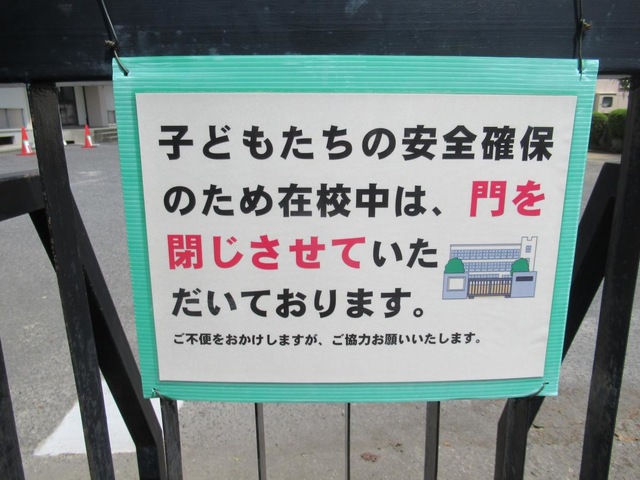 子どもたちの安全確保
のため在校中は、門を
閉じさせていた
だいております。
ご不便をおかけしますが、ご協力お願いいたします。